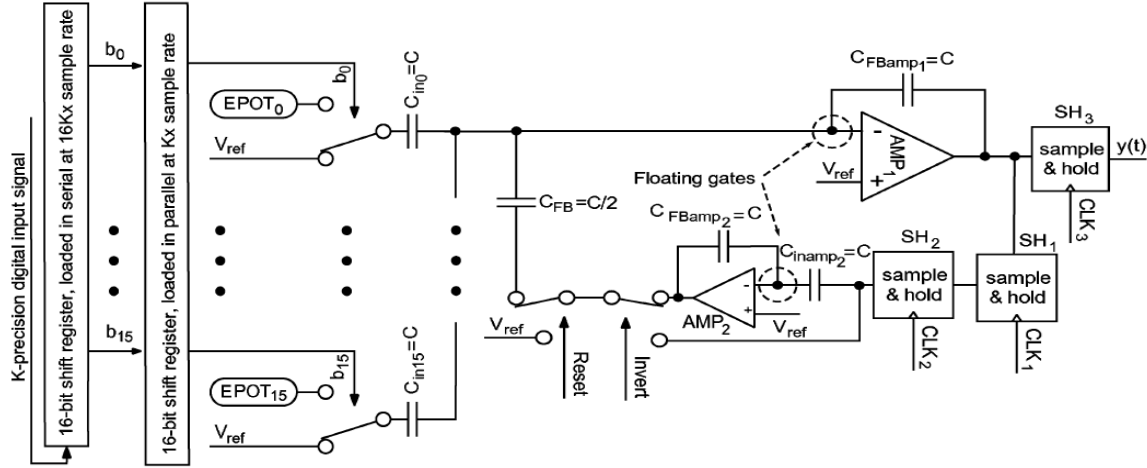 K-precision digital input signal
16-bit shift register, loaded in serial at 16Kx sample rate
b0
b15
16-bit shift register, loaded in parallel at Kx sample rate
b0
EPOT0
Vref
Cin0=C
b15
EPOT15
Vref
Cin15=C
CFB=C/2
Vref
Reset
Invert
Floating gates
CFBamp1=C
AMP1
-
+
Vref
CFBamp2=C
AMP2
-
+
Vref
Cinamp2=C
SH2
sample
& hold
CLK2
SH1
sample
& hold
CLK1
SH3
sample
& hold
CLK3
y(t)